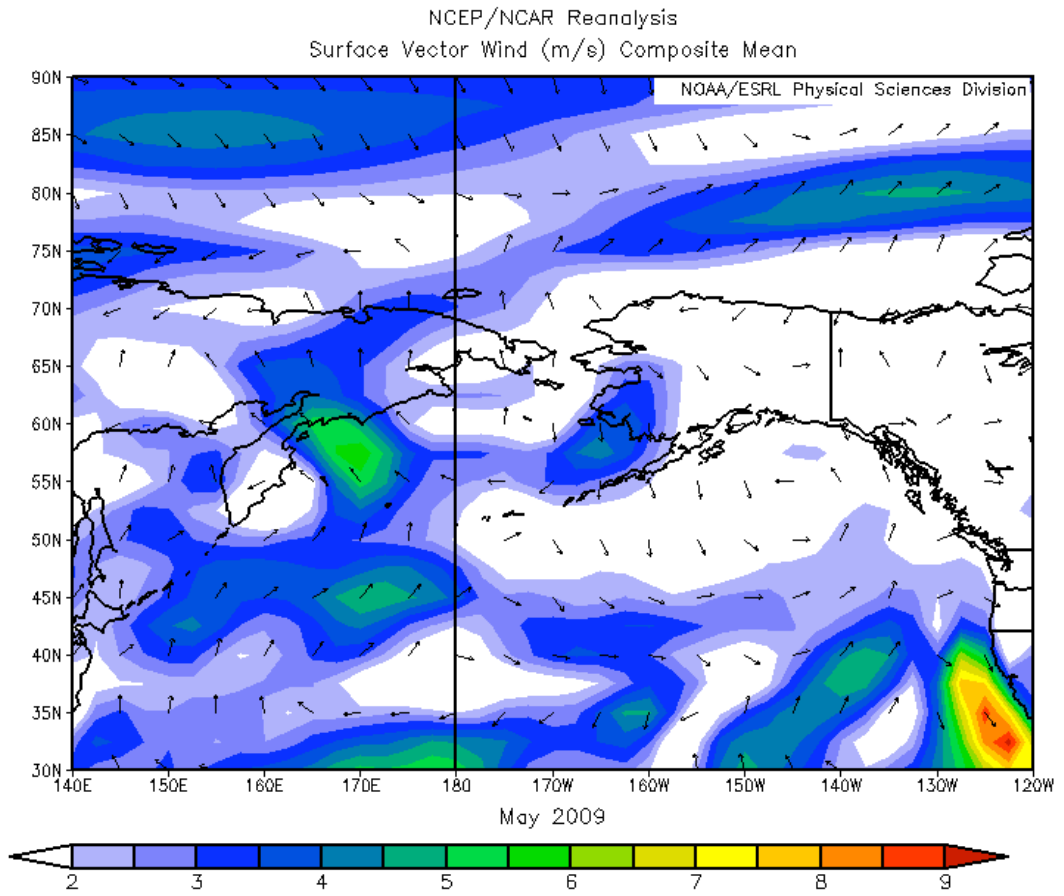 NCEP/NCAR Reanalysis
Surface Vector Wind (m/s) Composite Mean
NOAA/ESRL Physical Sciences Division
90N
85N
80N
75N
70N
65N
60N
55N
50N
45N
40N
35N
30N
140E 150E 160E 170E 180 170W 160W 150W 140W 130W 120W
May 2009
2 3 4 5 6 7 8 9